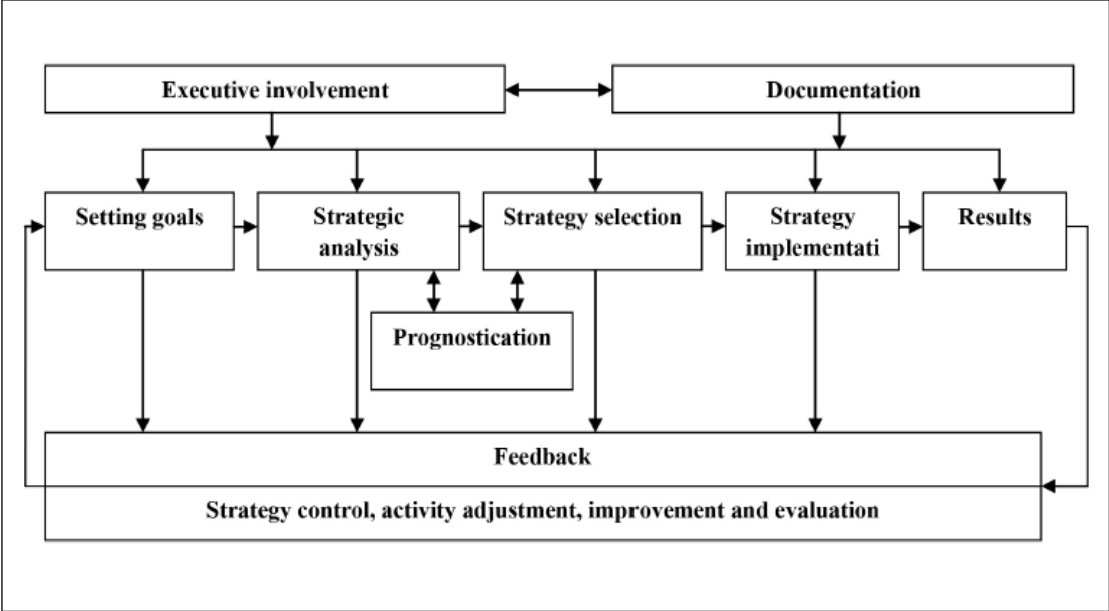 Executive involvement
Documentation
Setting goals
Strategic
analysis
Strategy selection
Strategy
implementati
Results
Prognostication
Feedback
Strategy control, activity adjustment, improvement and evaluation